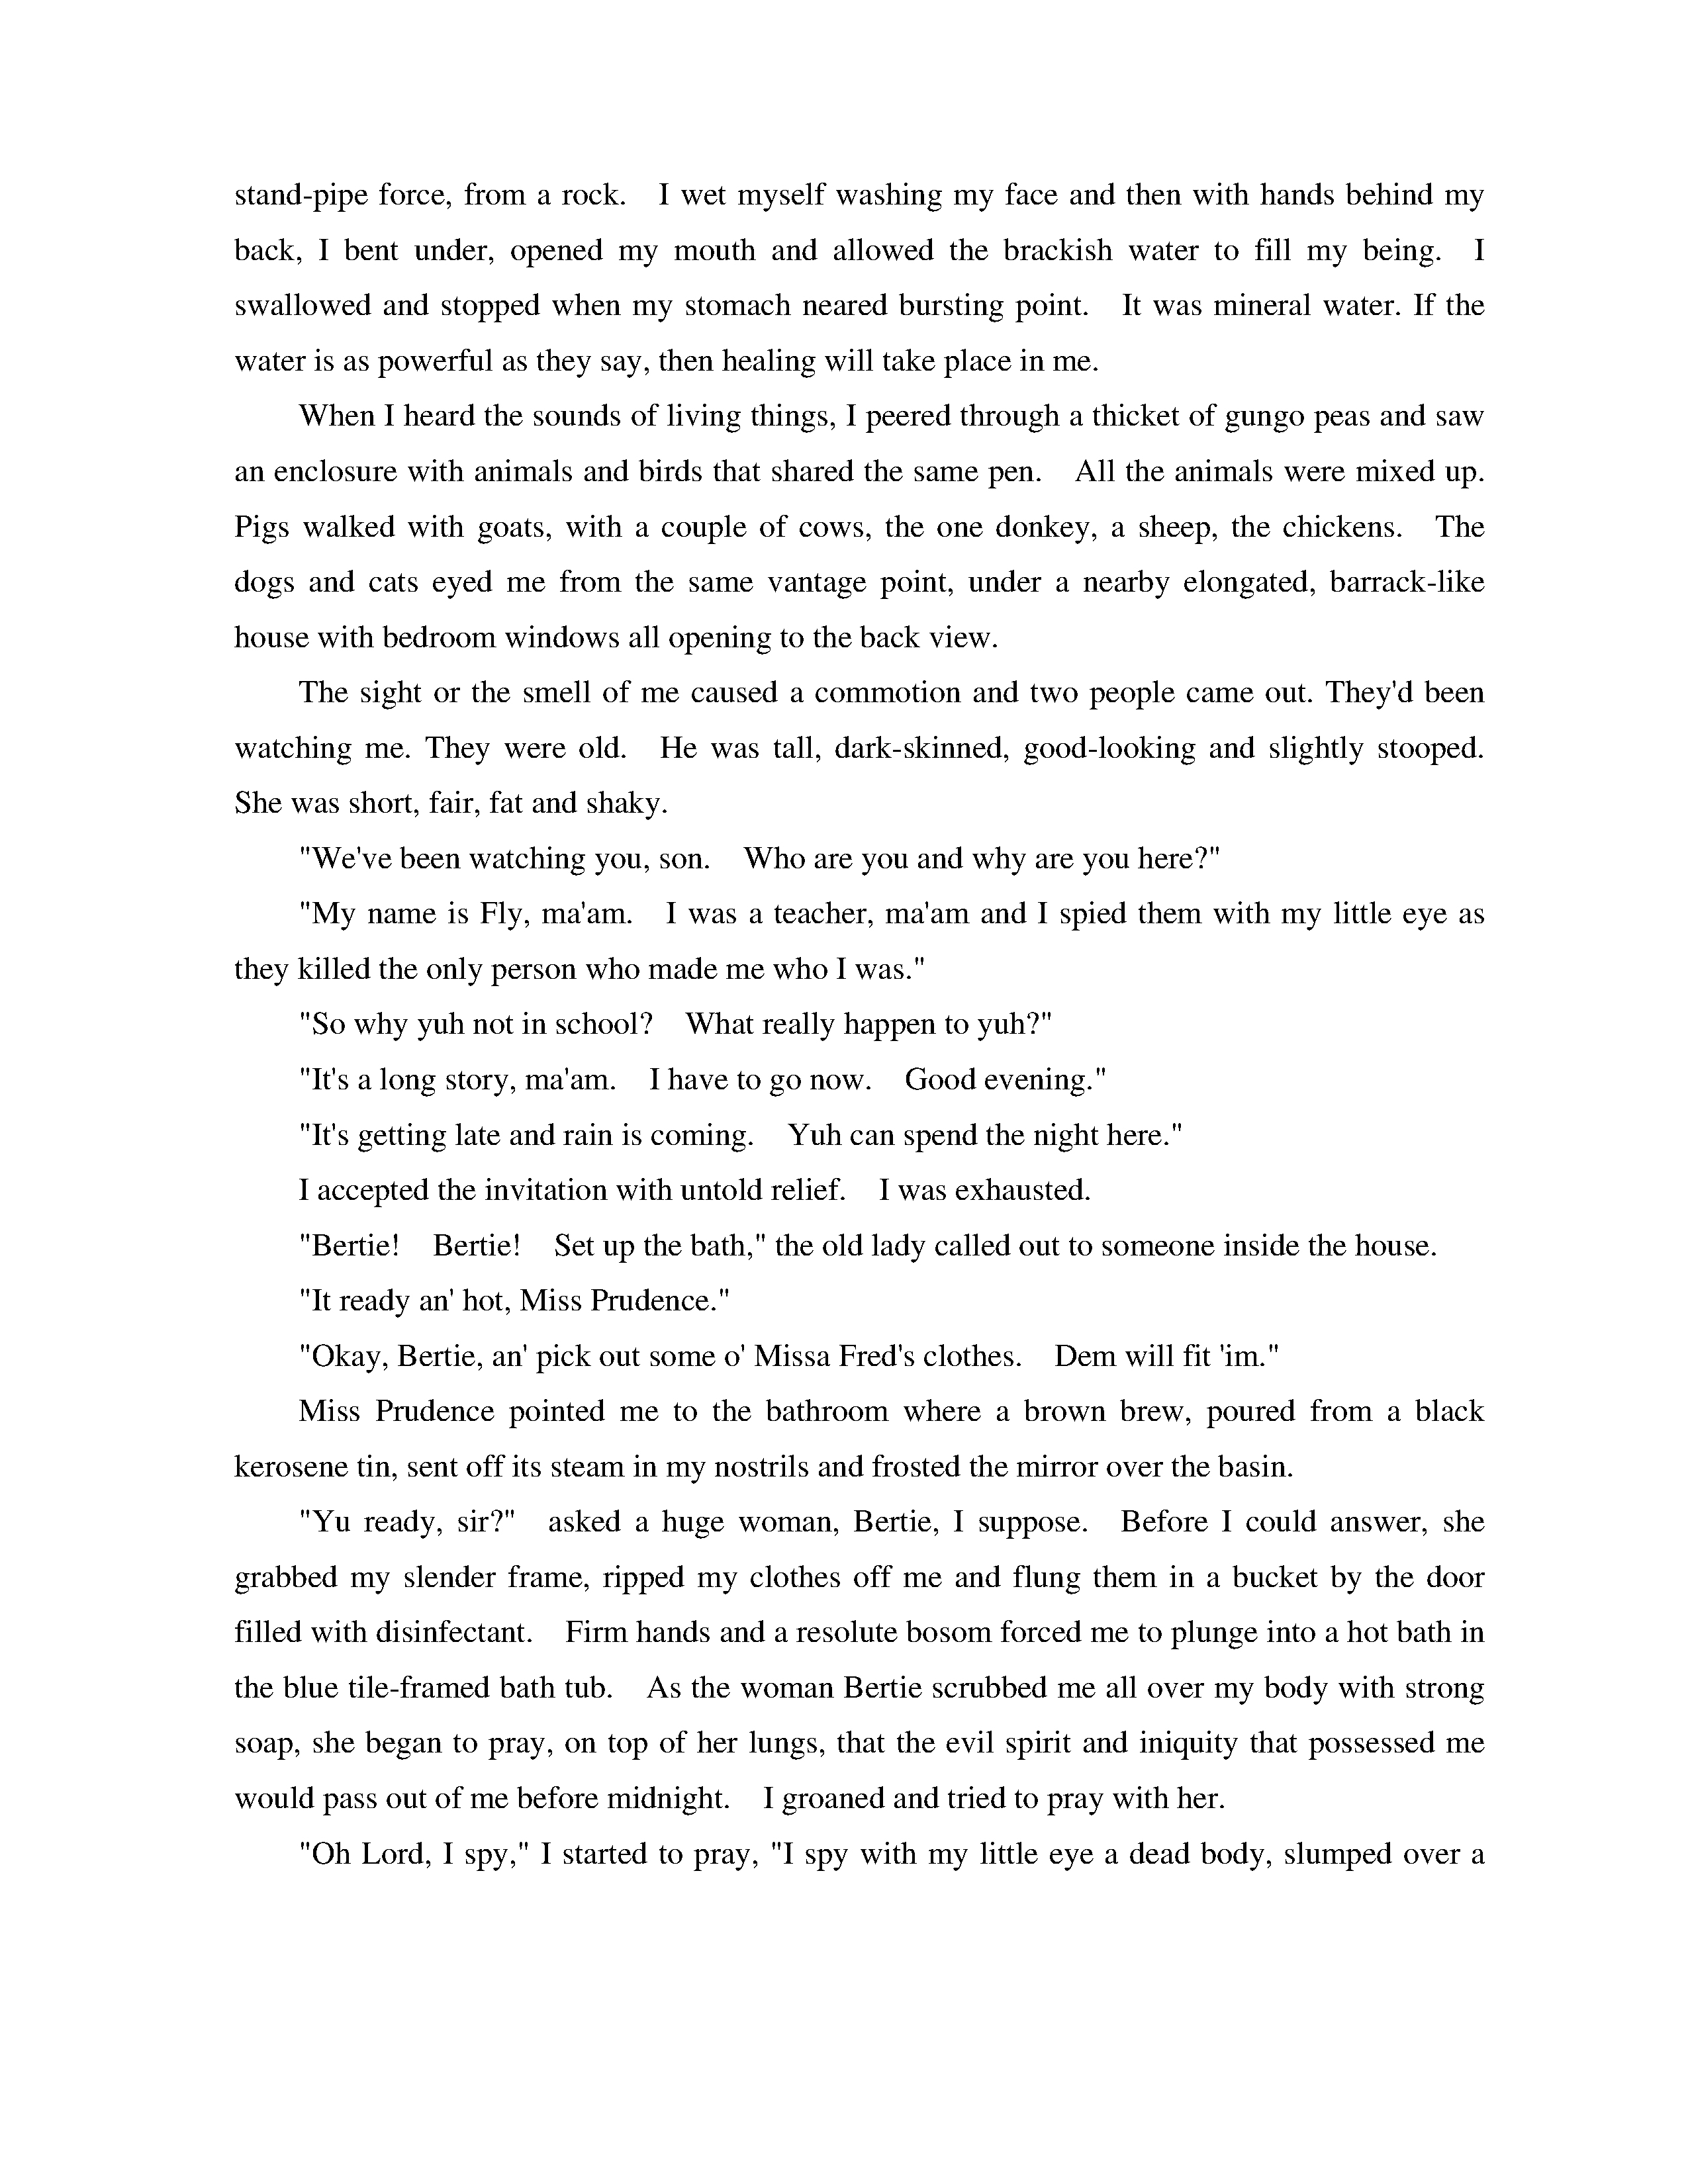 stand-pipe force, from a rock.   I wet myself washing my face and then with hands behind my
back, I bent under, opened my mouth and allowed the brackish water to fill my being.   I
swallowed and stopped when my stomach neared bursting point.   It was mineral water. If the
water is as powerful as they say, then healing will take place in me.
When I heard the sounds of living things, I peered through a thicket of gungo peas and saw
an enclosure with animals and birds that shared the same pen.   All the animals were mixed up.
Pigs walked with goats, with a couple of cows, the one donkey, a sheep, the chickens.   The
dogs and cats eyed me from the same vantage point, under a nearby elongated, barrack-like
house with bedroom windows all opening to the back view.
The sight or the smell of me caused a commotion and two people came out. They'd been
watching me. They were old.   He was tall, dark-skinned, good-looking and slightly stooped.
She was short, fair, fat and shaky.
"We've been watching you, son.   Who are you and why are you here?"
"My name is Fly, ma'am.   I was a teacher, ma'am and I spied them with my little eye as
they killed the only person who made me who I was."
"So why yuh not in school?   What really happen to yuh?"
"It's a long story, ma'am.   I have to go now.   Good evening."
"It's getting late and rain is coming.   Yuh can spend the night here."
I accepted the invitation with untold relief.   I was exhausted.
"Bertie!   Bertie!   Set up the bath," the old lady called out to someone inside the house.
"It ready an' hot, Miss Prudence."
"Okay, Bertie, an' pick out some o' Missa Fred's clothes.   Dem will fit 'im."
Miss Prudence pointed me to the bathroom where a brown brew, poured from a black
kerosene tin, sent off its steam in my nostrils and frosted the mirror over the basin.
"Yu ready, sir?"   asked a huge woman, Bertie, I suppose.   Before I could answer, she
grabbed my slender frame, ripped my clothes off me and flung them in a bucket by the door
filled with disinfectant.   Firm hands and a resolute bosom forced me to plunge into a hot bath in
the blue tile-framed bath tub.   As the woman Bertie scrubbed me all over my body with strong
soap, she began to pray, on top of her lungs, that the evil spirit and iniquity that possessed me
would pass out of me before midnight.   I groaned and tried to pray with her.
"Oh Lord, I spy," I started to pray, "I spy with my little eye a dead body, slumped over a